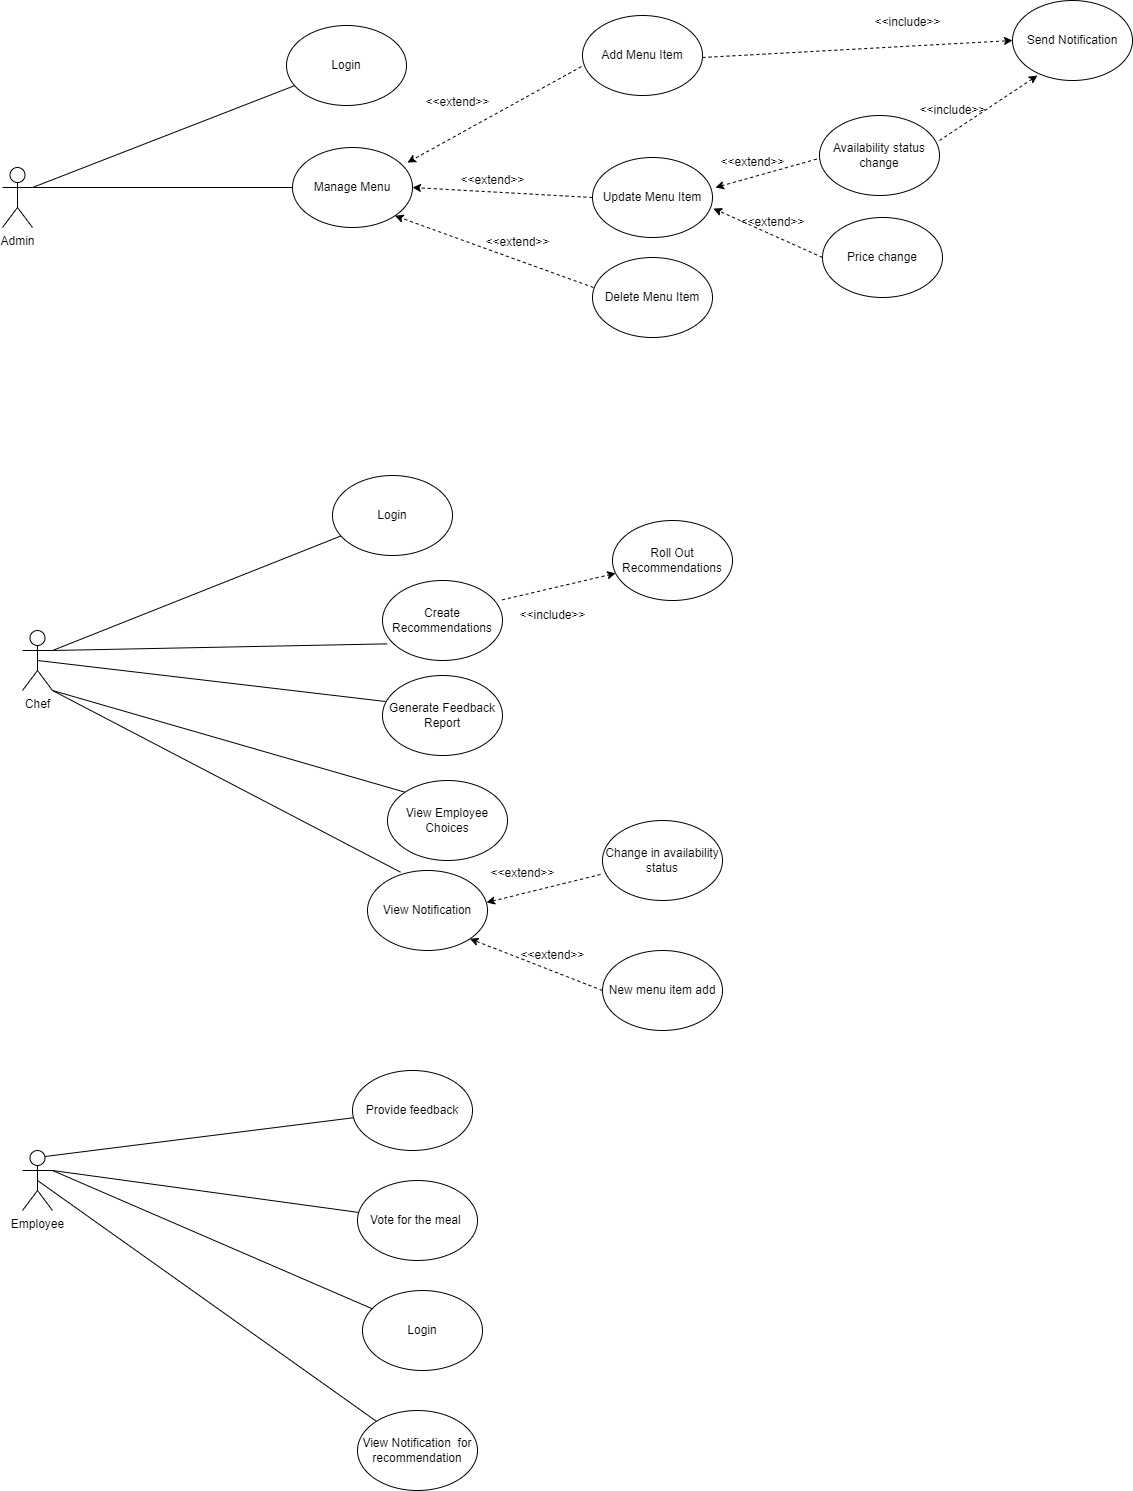 <<include>>
Send Notification
Add Menu Item
Login
<<extend>>
<<include>>
Availability status
change
<<extend>>
<<extend>>
Manage Menu
Update Menu Item
<<extend>>
Admin
<<extend>>
Price change
Delete Menu Item
Login
Roll Out
Recommendations
Create
Recommendations
<<include>>
Chef
Generate Feedback
Report
View Employee
Choices
Change in availability
status
<<extend>>
View Notification
<<extend>>
New menu item add
Provide feedback
Employee
Vote for the meal
Login
View Notification  for
recommendation